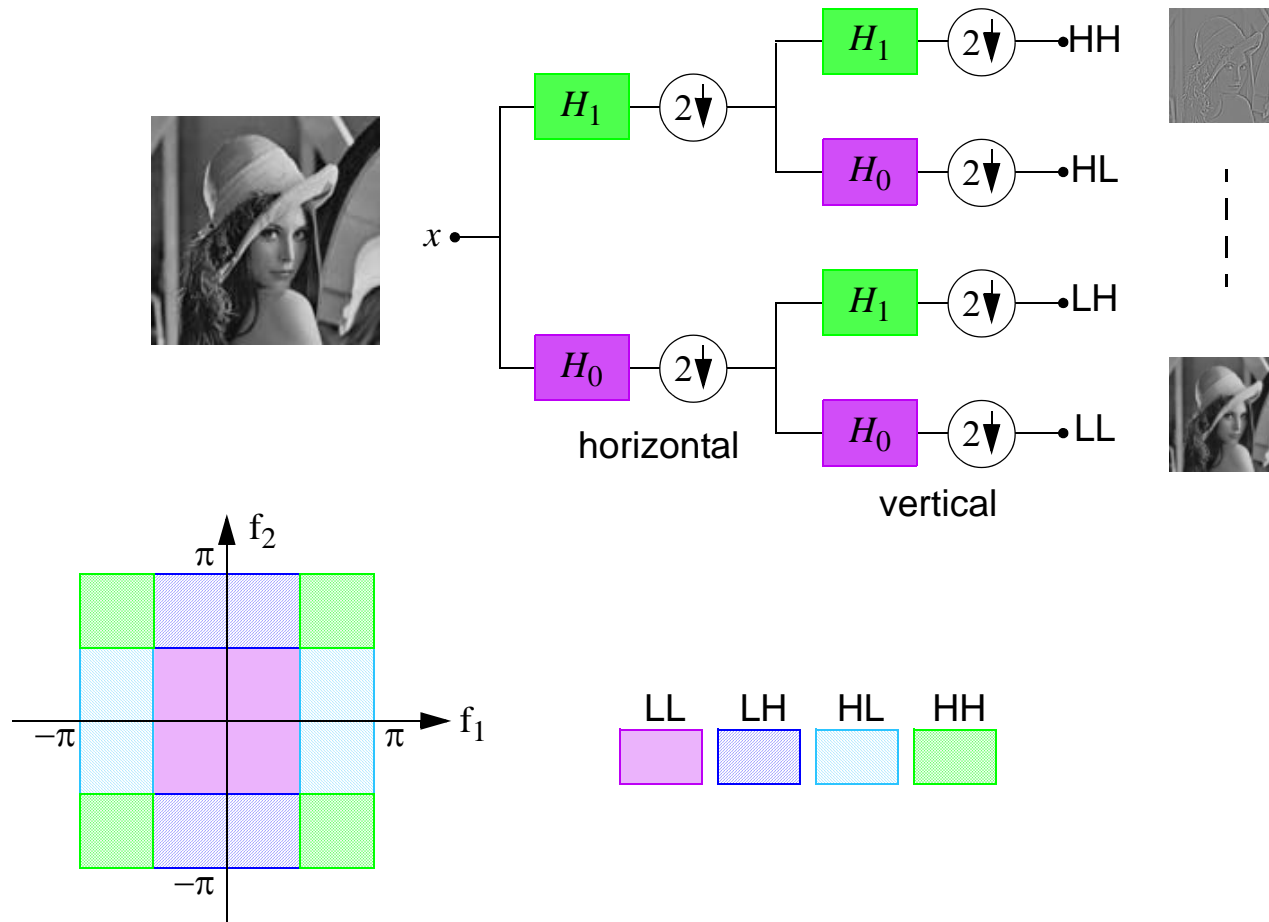 H1 2 HH
H1 2
H0 2 HL
x
H1 2 LH
H0 2
H0 2 LL
horizontal
vertical
f2
π
LL LH HL HH
−π π f1
−π